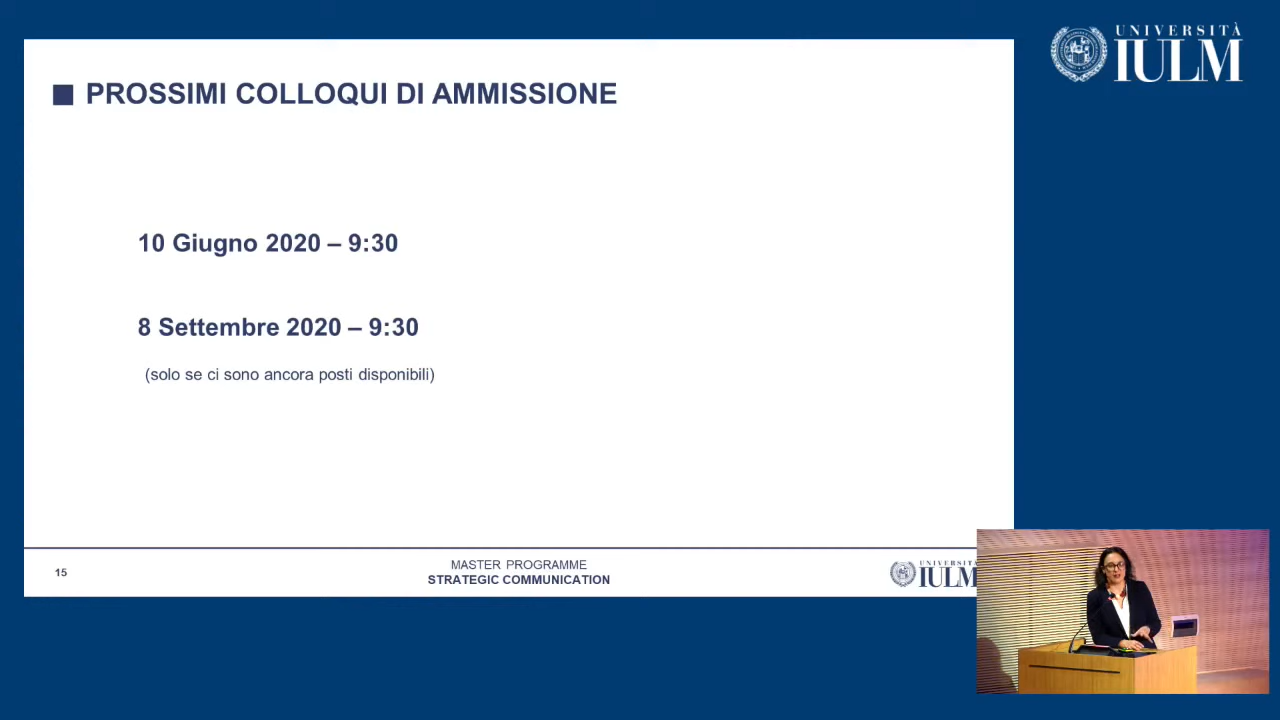 UNIVERSITÀ
IULM
PROSSIMI COLLOQUI DI AMMISSIONE
10 Giugno 2020 – 9:30
8 Settembre 2020 – 9:30
(solo se ci sono ancora posti disponibili)
15
MASTER PROGRAMME
STRATEGIC COMMUNICATION
UNIVERSITÀ
IULM